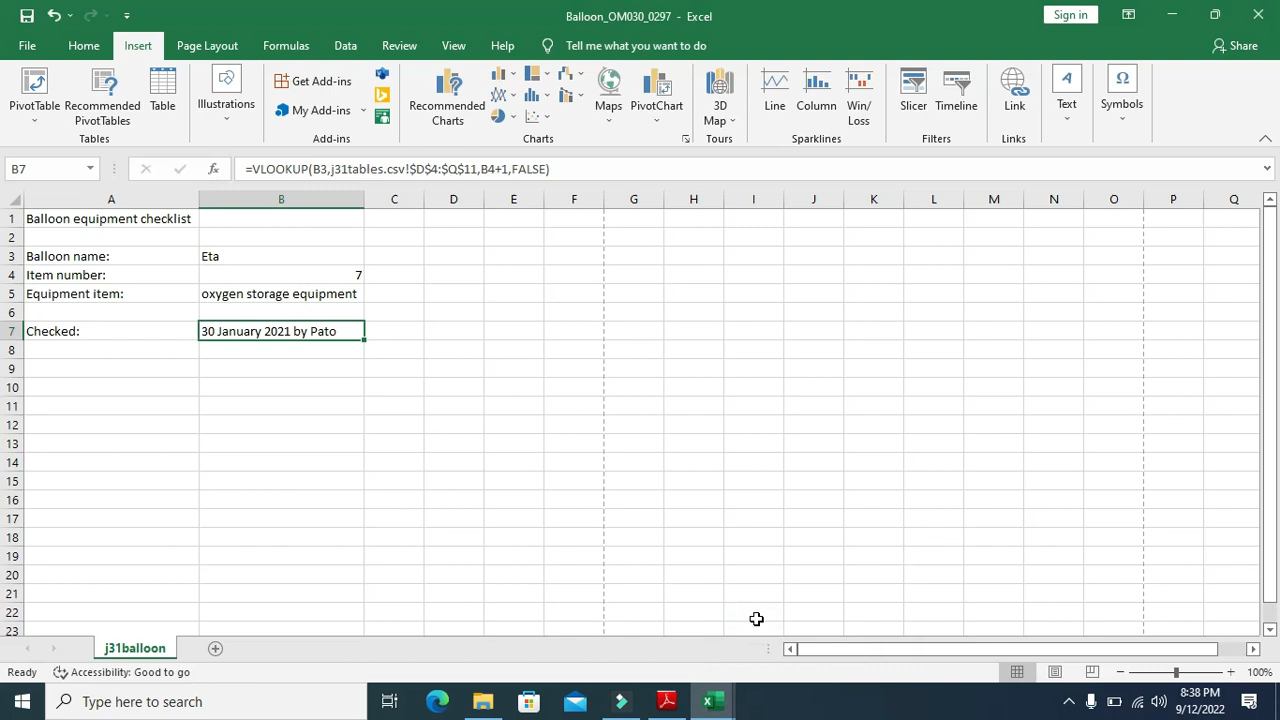 Balloon_OM030_0297 - Excel
Sign in
File Home Insert Page Layout Formulas Data Review View Help Tell me what you want to do Share
PivotTable Recommended PivotTables Table Illustrations Get Add-ins My Add-ins Recommended Charts Maps PivotChart 3D Map Line Column Win/Loss Slicer Timeline Link Text Symbols
Tables Add-ins Charts Tours Sparklines Filters Links
B7 fx =VLOOKUP(B3,j31tables.csv!$D$4:$Q$11,B4+1,FALSE)
A B C D E F G H I J K L M N O P Q
1 Balloon equipment checklist
2
3 Balloon name: Eta
4 Item number: 7
5 Equipment item: oxygen storage equipment
6
7 Checked: 30 January 2021 by Pato
8
9
10
11
12
13
14
15
16
17
18
19
20
21
22
23
j31balloon
Ready Accessibility: Good to go 100%
Type here to search
8:38 PM
9/12/2022